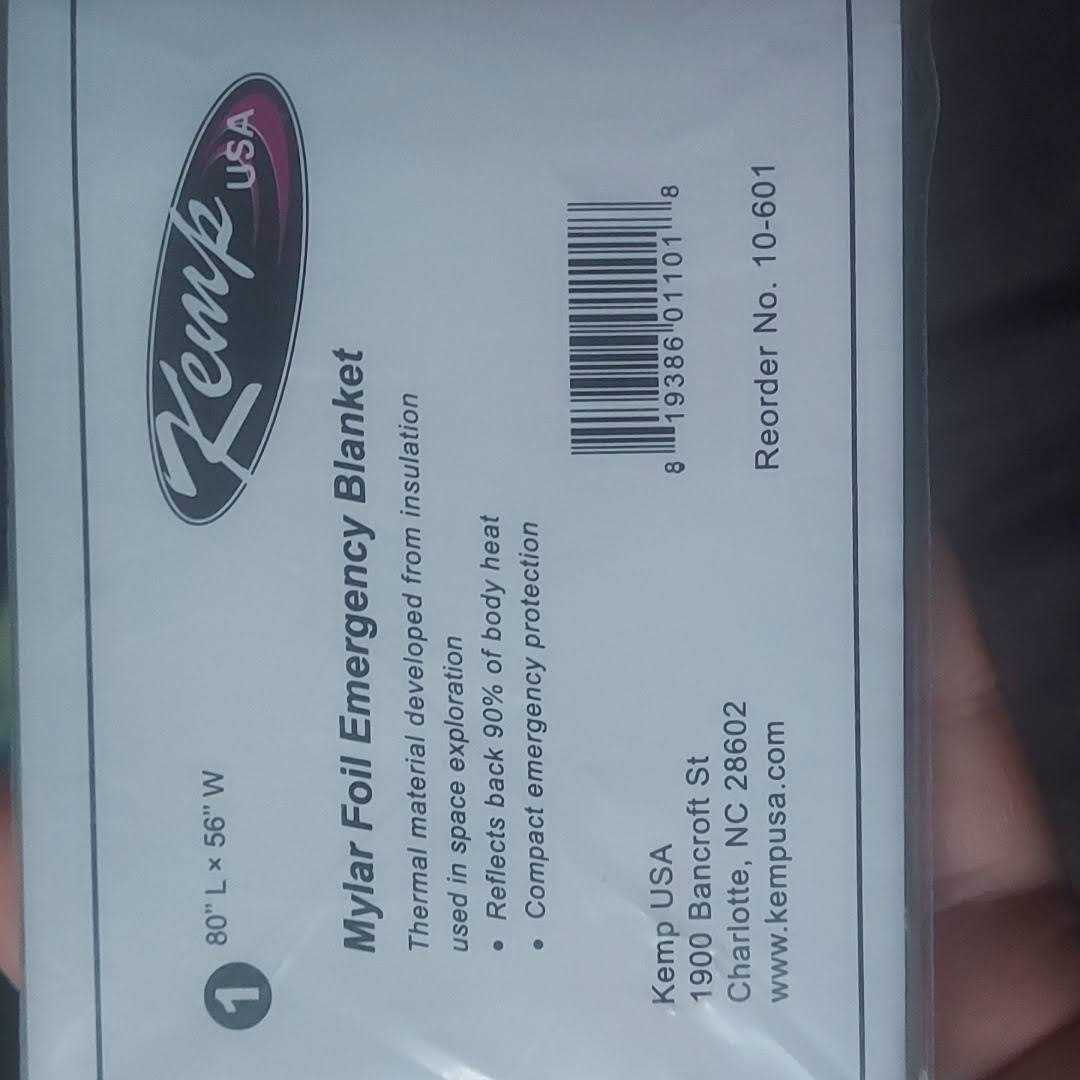 Kemp USA
1 80" L × 56" W
Mylar Foil Emergency Blanket
Thermal material developed from insulation
used in space exploration
• Reflects back 90% of body heat
• Compact emergency protection
Kemp USA
1900 Bancroft St
Charlotte, NC 28602
www.kempusa.com
8 19386 01101 8
Reorder No. 10-601